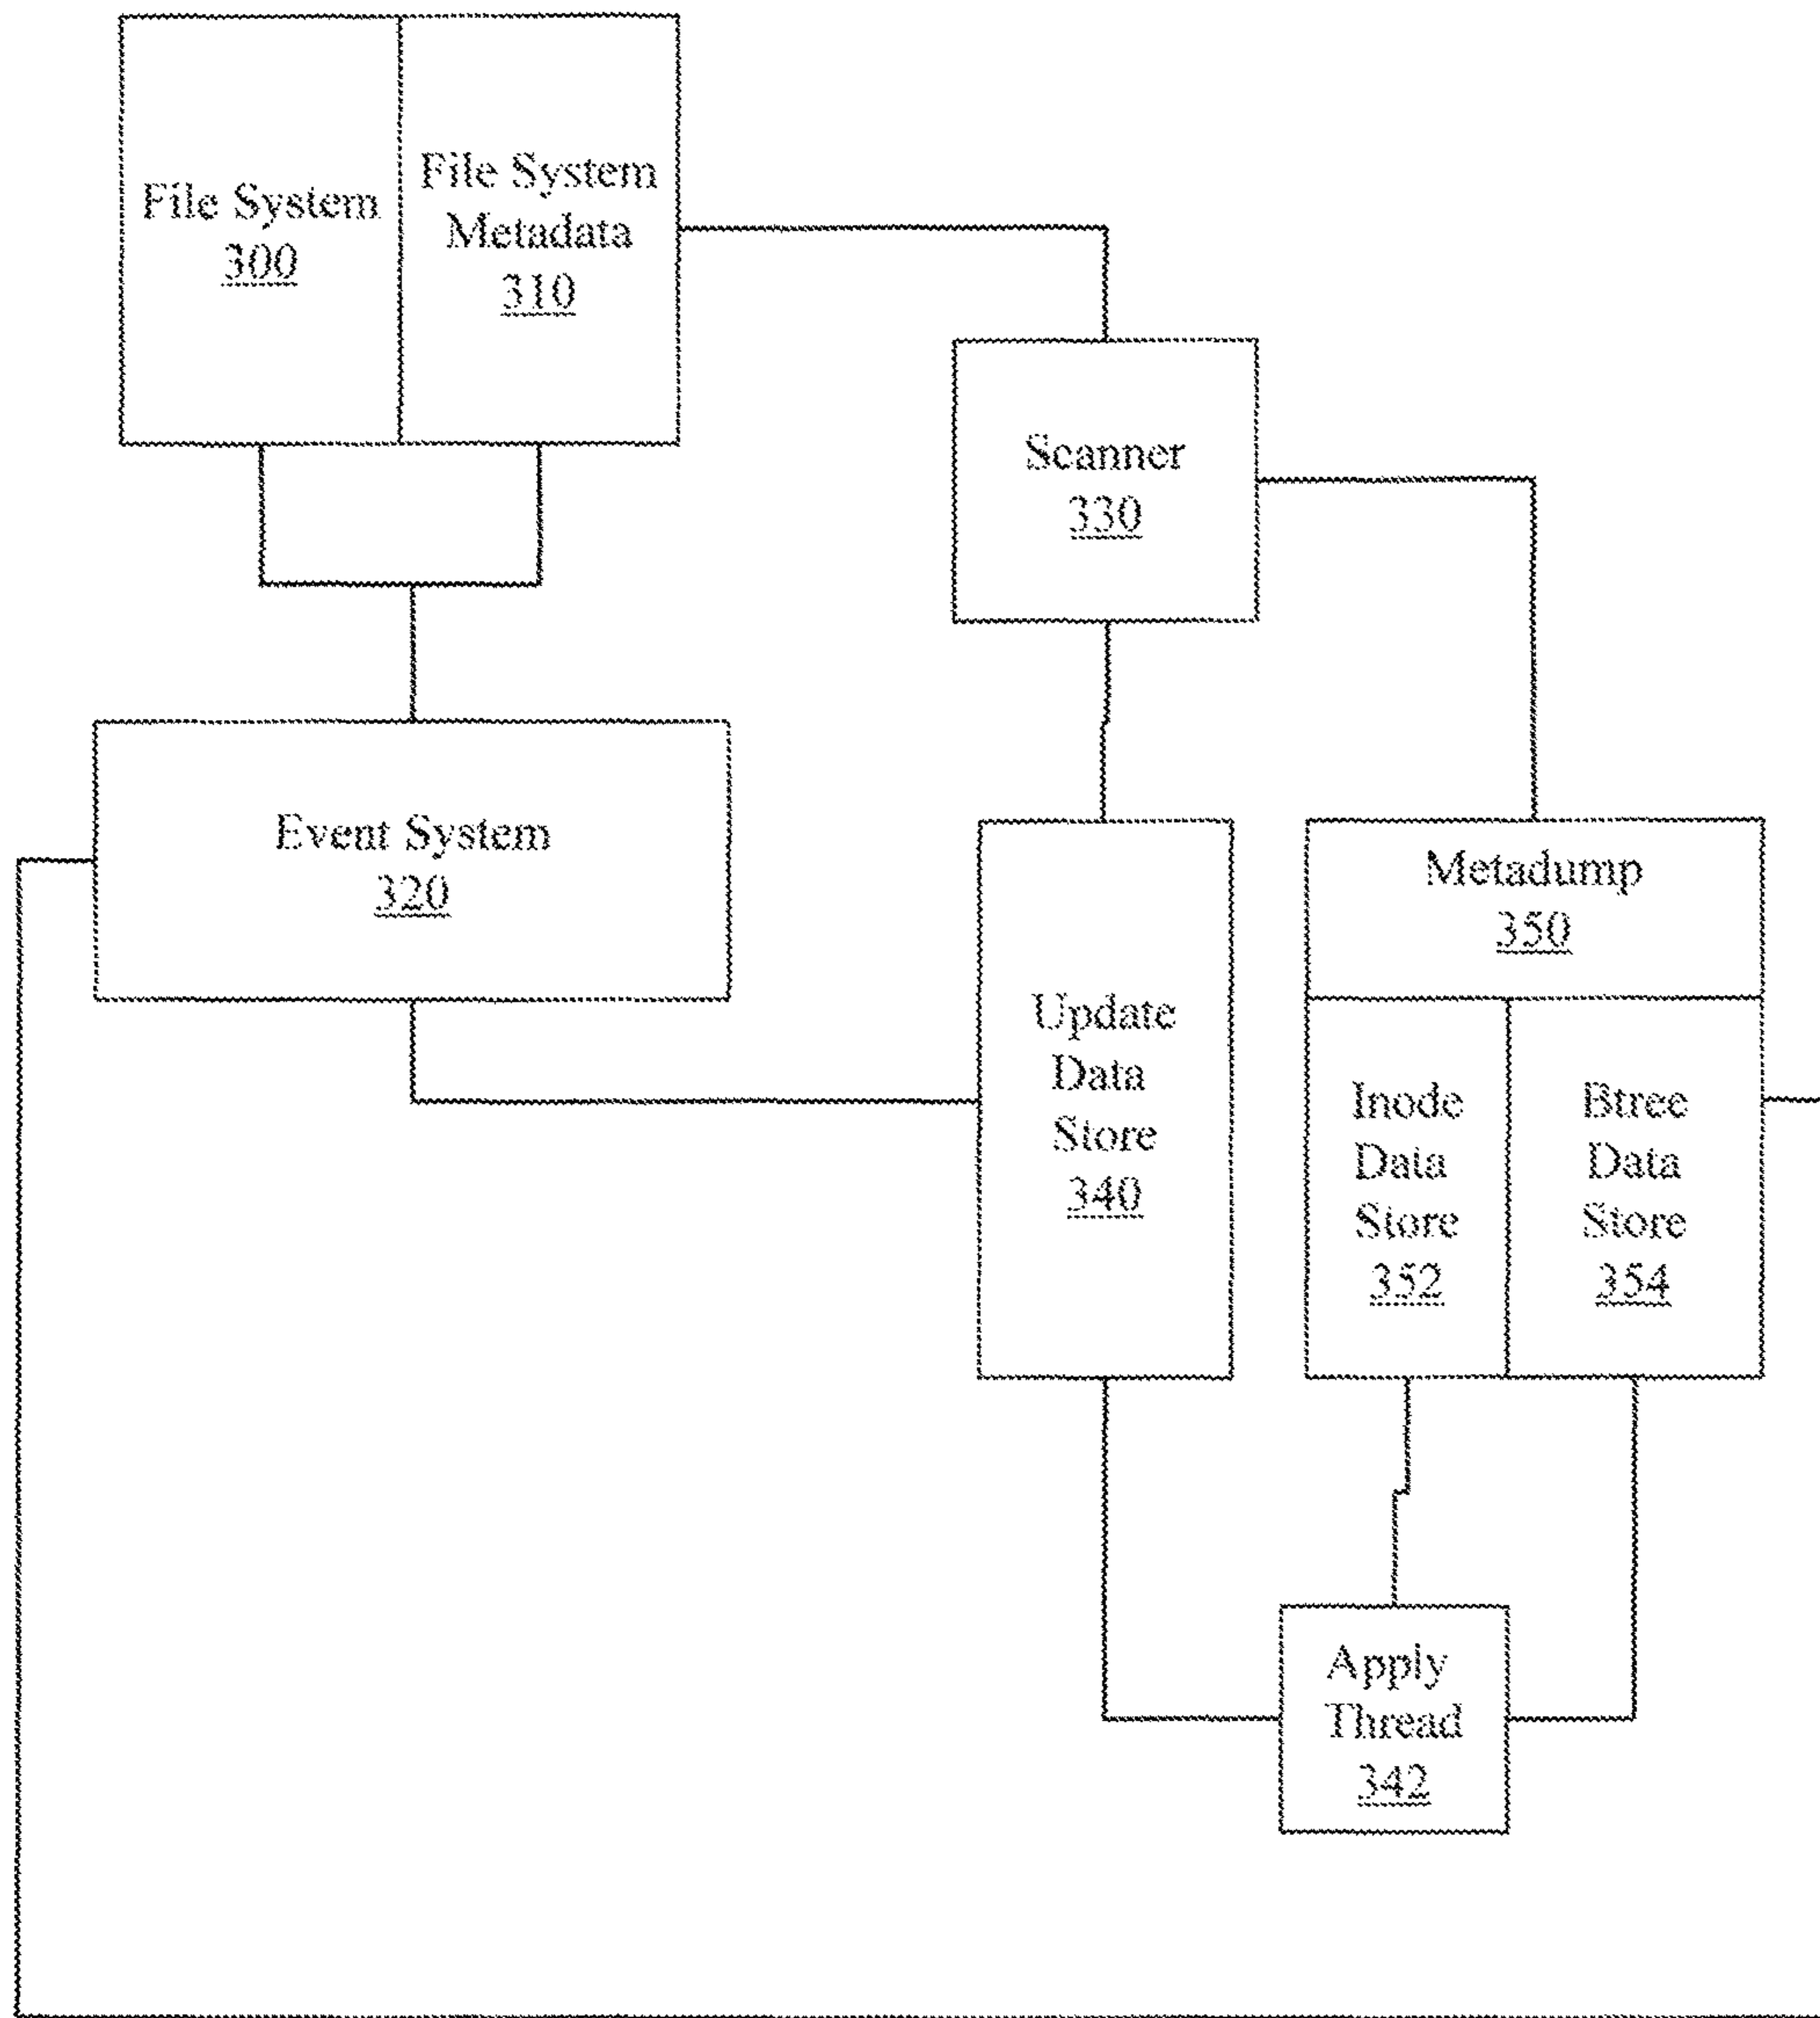 File System
300
File System
Metadata
310
Scanner
330
Event System
320
Metadump
350
Update
Data
Store
340
Inode
Data
Store
352
Btree
Data
Store
354
Apply
Thread
342